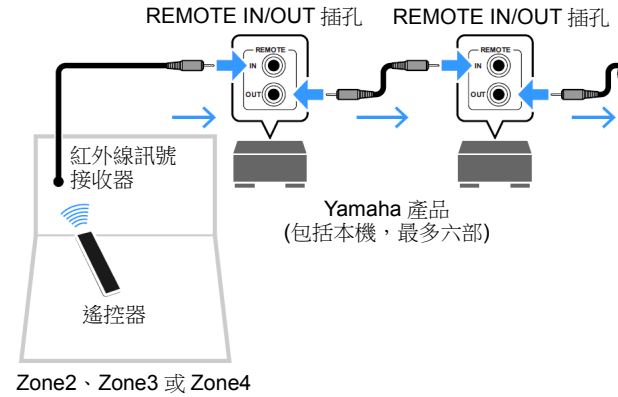 REMOTE IN/OUT 插孔
REMOTE IN/OUT 插孔
REMOTE
IN
OUT
REMOTE
IN
OUT
紅外線訊號
接收器
Yamaha 產品
(包括本機，最多六部)
遙控器
Zone2、Zone3 或 Zone4